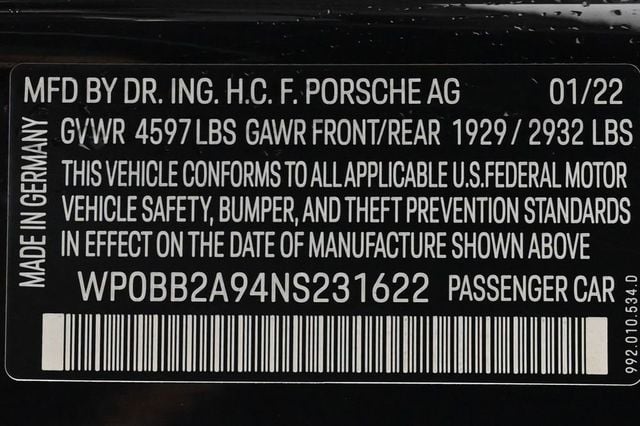 MFD BY DR. ING. H.C. F. PORSCHE AG 01/22
GVWR 4597 LBS GAWR FRONT/REAR 1929 / 2932 LBS
THIS VEHICLE CONFORMS TO ALL APPLICABLE U.S.FEDERAL MOTOR
VEHICLE SAFETY, BUMPER, AND THEFT PREVENTION STANDARDS
IN EFFECT ON THE DATE OF MANUFACTURE SHOWN ABOVE
WP0BB2A94NS231622 PASSENGER CAR
MADE IN GERMANY
992.010.534.D